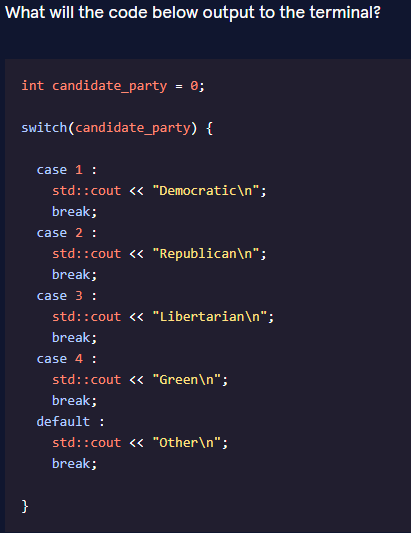 What will the code below output to the terminal?
int candidate_party = 0;
switch(candidate_party) {
case 1 :
std::cout << "Democratic\n";
break;
case 2 :
std::cout << "Republican\n";
break;
case 3 :
std::cout << "Libertarian\n";
break;
case 4 :
std::cout << "Green\n";
break;
default :
std::cout << "Other\n";
break;
}